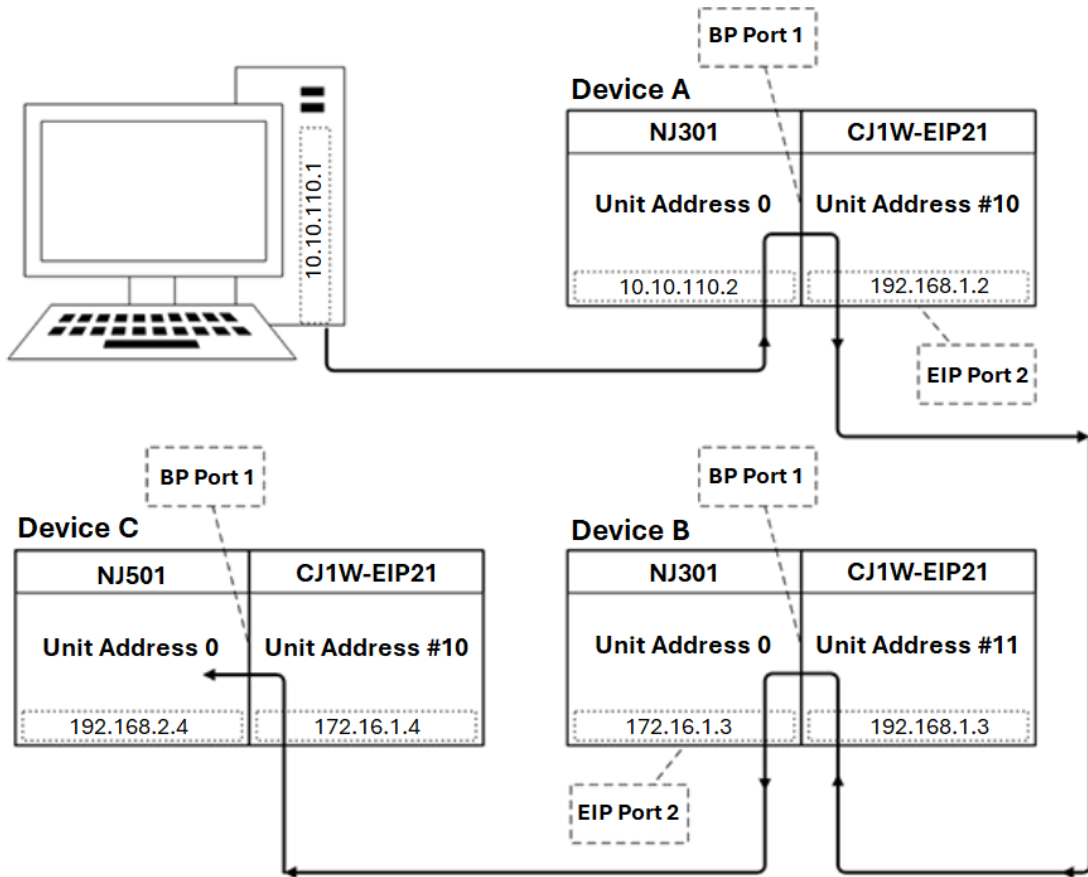 BP Port 1
Device A
NJ301
CJ1W-EIP21
10.10.110.1
Unit Address 0
Unit Address #10
10.10.110.2
192.168.1.2
EIP Port 2
BP Port 1
BP Port 1
Device C
Device B
NJ501
CJ1W-EIP21
NJ301
CJ1W-EIP21
Unit Address 0
Unit Address #10
Unit Address 0
Unit Address #11
192.168.2.4
172.16.1.4
172.16.1.3
192.168.1.3
EIP Port 2